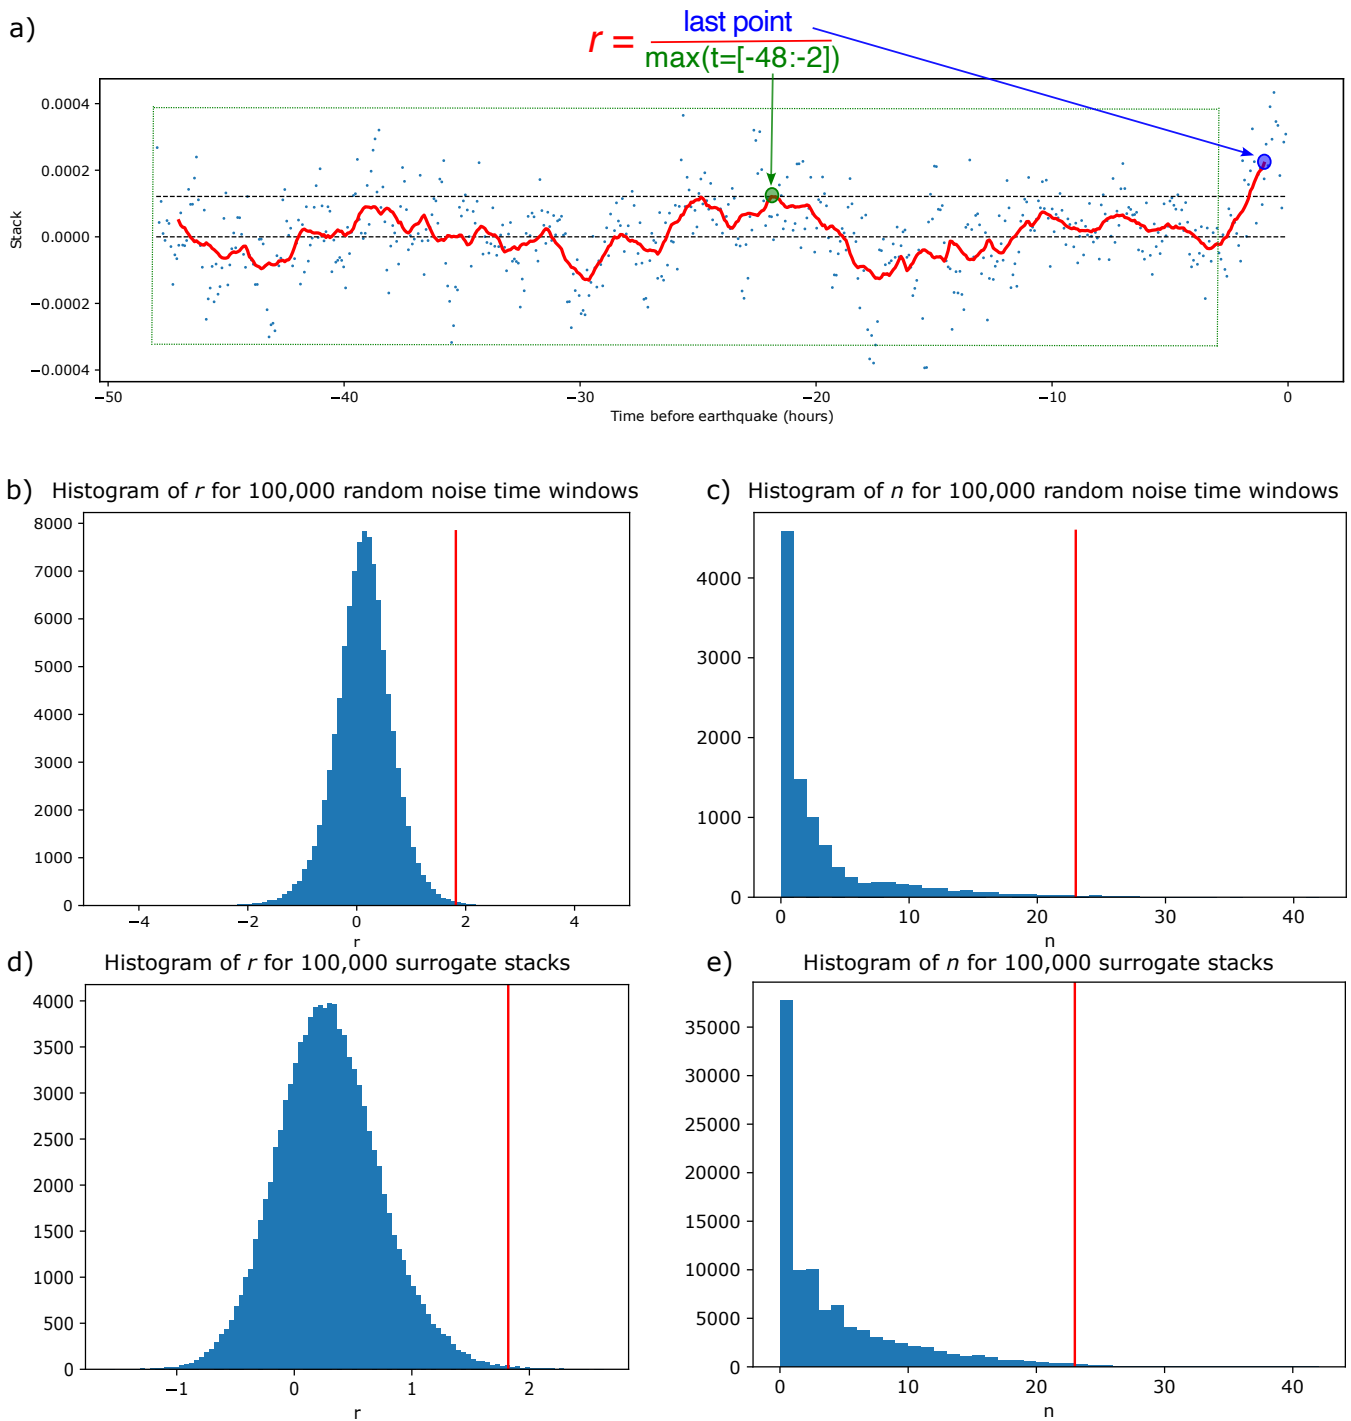 a)
r = last point
max(t=[-48:-2])
0.0004
0.0002
0.0000
−0.0002
−0.0004
Stack
−50 −40 −30 −20 −10 0
Time before earthquake (hours)
b) Histogram of r for 100,000 random noise time windows
8000
7000
6000
5000
4000
3000
2000
1000
0
−4 −2 0 2 4
r
c) Histogram of n for 100,000 random noise time windows
4000
4000
2000
1000
0
0 10 20 30 40
n
d) Histogram of r for 100,000 surrogate stacks
4000
3500
3000
2500
2000
1500
1000
500
0
−1 0 1 2
r
e) Histogram of n for 100,000 surrogate stacks
35000
30000
25000
20000
15000
10000
5000
0
0 10 20 30 40
n